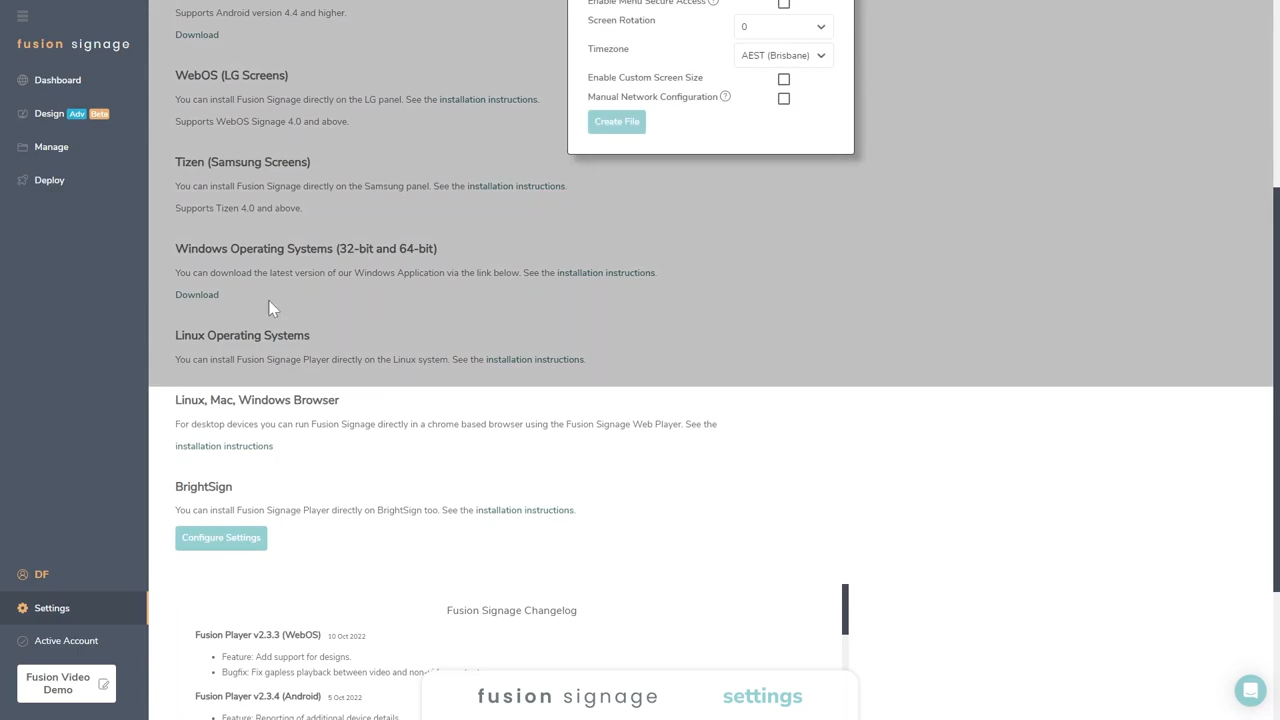 fusion signage
Dashboard
Design Adv Beta
Manage
Deploy
DF
Settings
Active Account
Fusion Video
Demo
Supports Android version 4.4 and higher.
Download
WebOS (LG Screens)
You can install Fusion Signage directly on the LG panel. See the installation instructions.
Supports WebOS Signage 4.0 and above.
Tizen (Samsung Screens)
You can install Fusion Signage directly on the Samsung panel. See the installation instructions.
Supports Tizen 4.0 and above.
Windows Operating Systems (32-bit and 64-bit)
You can download the latest version of our Windows Application via the link below. See the installation instructions.
Download
Linux Operating Systems
You can install Fusion Signage Player directly on the Linux system. See the installation instructions.
Linux, Mac, Windows Browser
For desktop devices you can run Fusion Signage directly in a chrome based browser using the Fusion Signage Web Player. See the
installation instructions
BrightSign
You can install Fusion Signage Player directly on BrightSign too. See the installation instructions.
Configure Settings
Enable Menu Secure Access ?
Screen Rotation 0
Timezone AEST (Brisbane)
Enable Custom Screen Size
Manual Network Configuration ?
Create File
Fusion Signage Changelog
Fusion Player v2.3.3 (WebOS) 10 Oct 2022
• Feature: Add support for designs.
• Bugfix: Fix gapless playback between video and
Fusion Player v2.3.4 (Android) 5 Oct 2022
• Feature: Reporting of additional device details
fusion signage settings